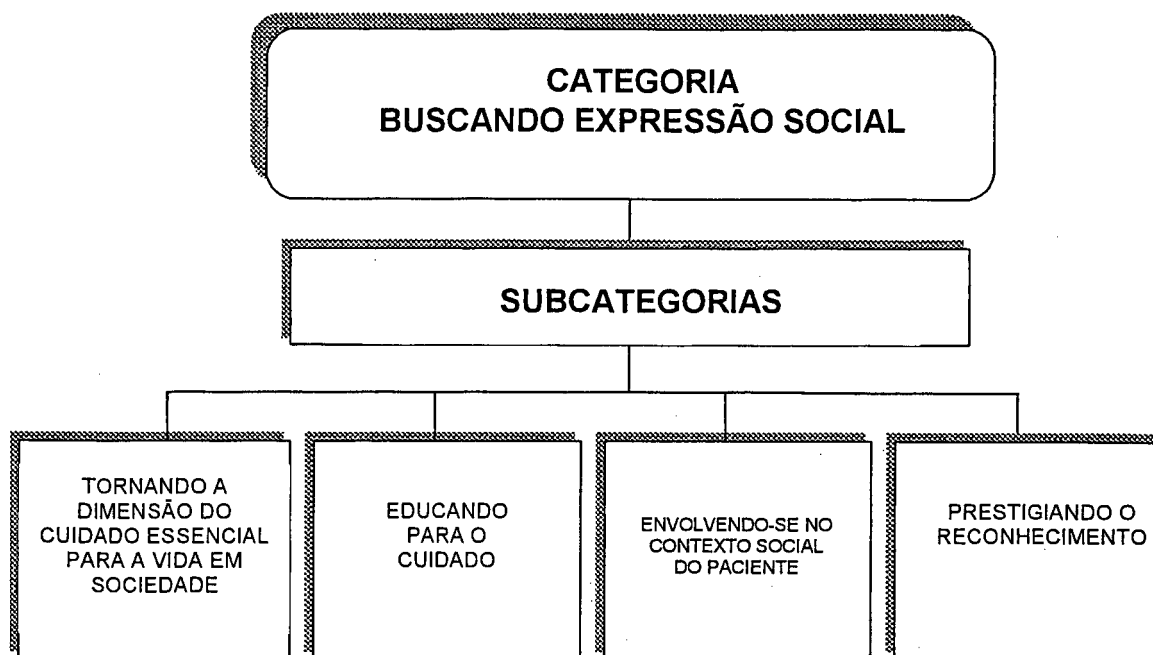 CATEGORIA
BUSCANDO EXPRESSÃO SOCIAL
SUBCATEGORIAS
TORNANDO A
DIMENSÃO DO
CUIDADO ESSENCIAL
PARA A VIDA EM
SOCIEDADE
EDUCANDO
PARA O
CUIDADO
ENVOLVENDO-SE NO
CONTEXTO SOCIAL
DO PACIENTE
PRESTIGIANDO O
RECONHECIMENTO